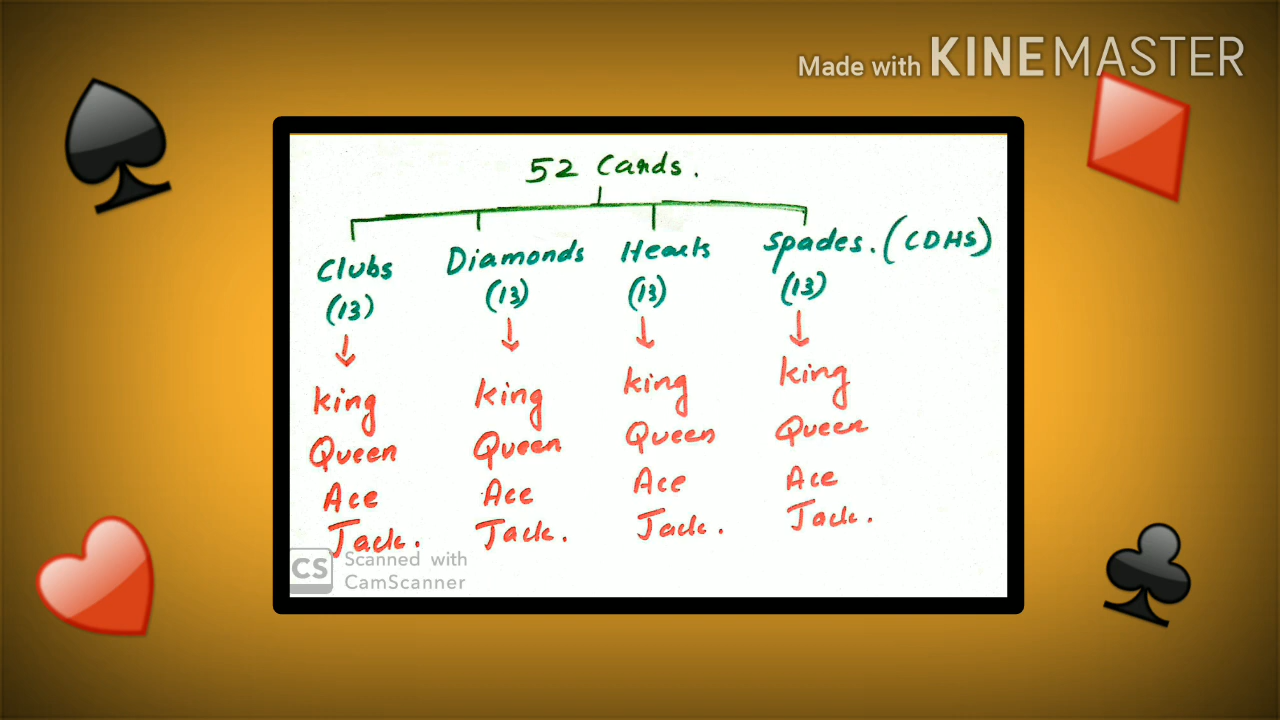 Made with KINEMASTER
52 Cards.
Clubs Diamonds Hearts Spades. (CDHS)
(13) (13) (13) (13)
king king king king
Queen Queen Queen Queen
Ace Ace Ace Ace
Jack. Jack. Jack. Jack.
CS Scanned with
CamScanner